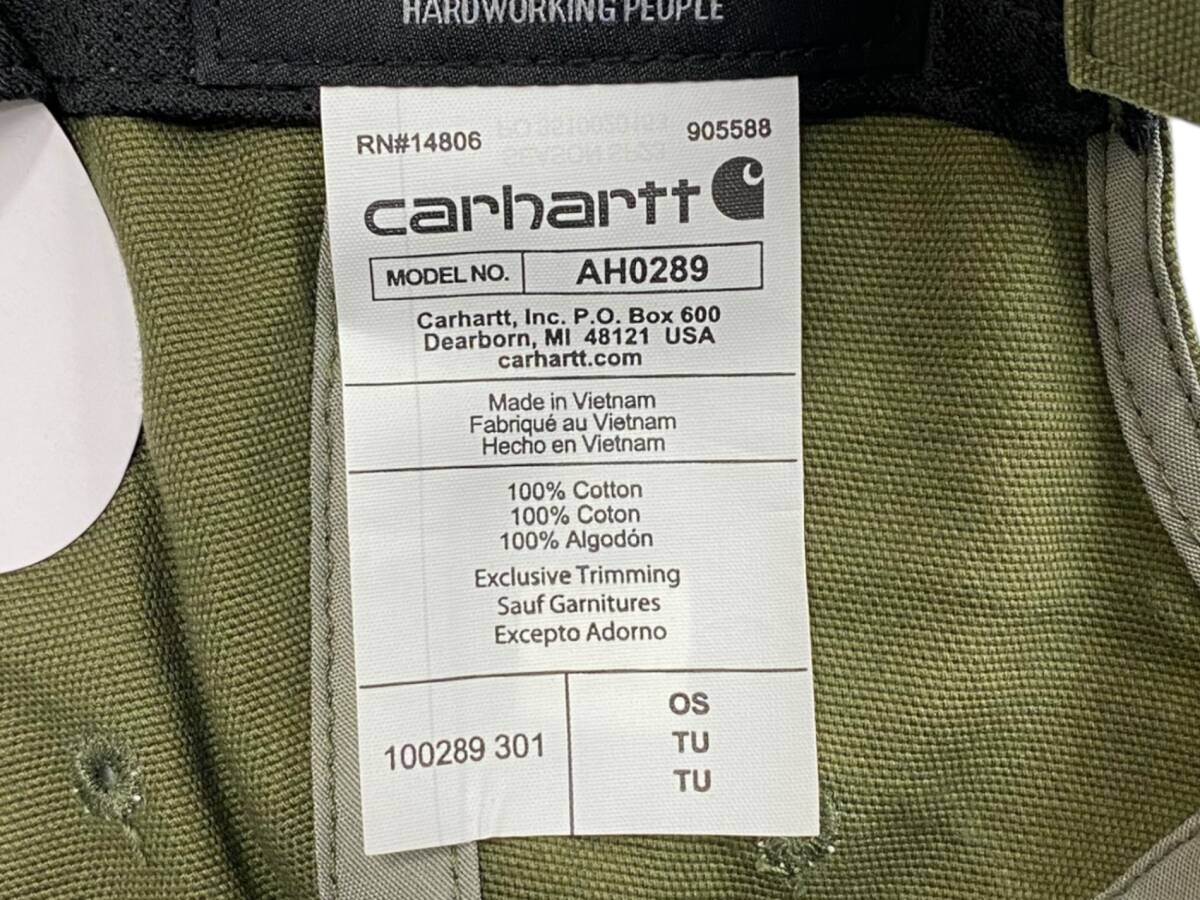 HARDWORKING PEOPLE
RN#14806 905588
carhartt
MODEL NO. AH0289
Carhartt, Inc. P.O. Box 600
Dearborn, MI 48121 USA
carhartt.com
Made in Vietnam
Fabriqué au Vietnam
Hecho en Vietnam
100% Cotton
100% Coton
100% Algodón
Exclusive Trimming
Sauf Garnitures
Excepto Adorno
100289 301
OS
TU
TU